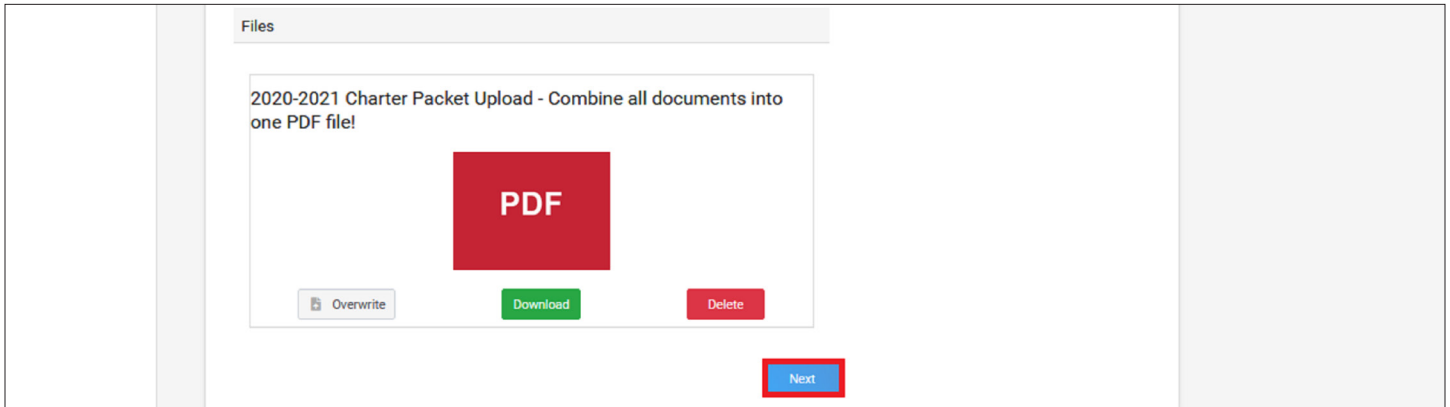 Files
2020-2021 Charter Packet Upload - Combine all documents into
one PDF file!
PDF
Overwrite Download Delete
Next